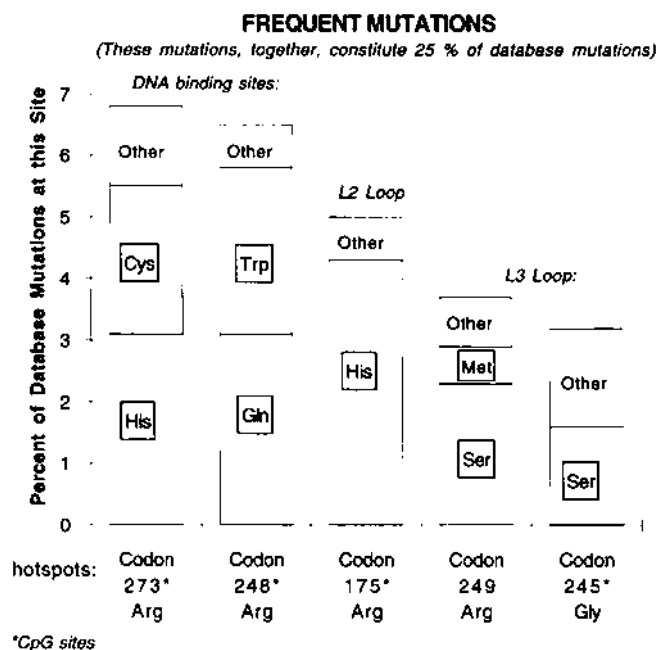 FREQUENT MUTATIONS
(These mutations, together, constitute 25 % of database mutations)
Percent of Database Mutations at this Site
7
6
5
4
3
2
1
0
DNA binding sites:
L2 Loop
L3 Loop:
Other
Cys
His
Other
Trp
Gln
Other
His
Other
Met
Ser
Other
Ser
hotspots:
Codon 273* Arg
Codon 248* Arg
Codon 175* Arg
Codon 249 Arg
Codon 245* Gly
*CpG sites